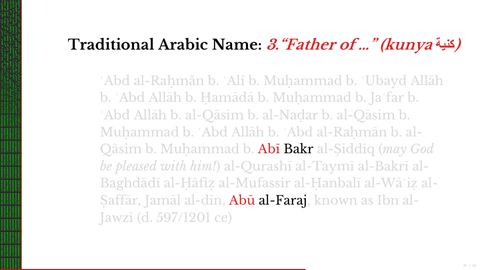 Traditional Arabic Name: 3.“Father of …” (kunya كنية)
ʿAbd al-Raḥmān b. ʿAlī b. Muḥammad b. ʿUbayd Allāh
b. ʿAbd Allāh b. Ḥamādā b. Muḥammad b. Jaʿfar b.
ʿAbd Allāh b. al-Qāsim b. al-Naḍar b. al-Qāsim b.
Muḥammad b. ʿAbd Allāh b. ʿAbd al-Raḥmān b. al-
Qāsim b. Muḥammad b. Abī Bakr al-Ṣiddīq (may God
be pleased with him!) al-Qurashī al-Taymī al-Bakrī al-
Baghdādī al-Ḥāfiẓ al-Mufassir al-Ḥanbalī al-Wāʿiẓ al-
Ṣaffār, Jamāl al-dīn, Abū al-Faraj, known as Ibn al-
Jawzī (d. 597/1201 ce)